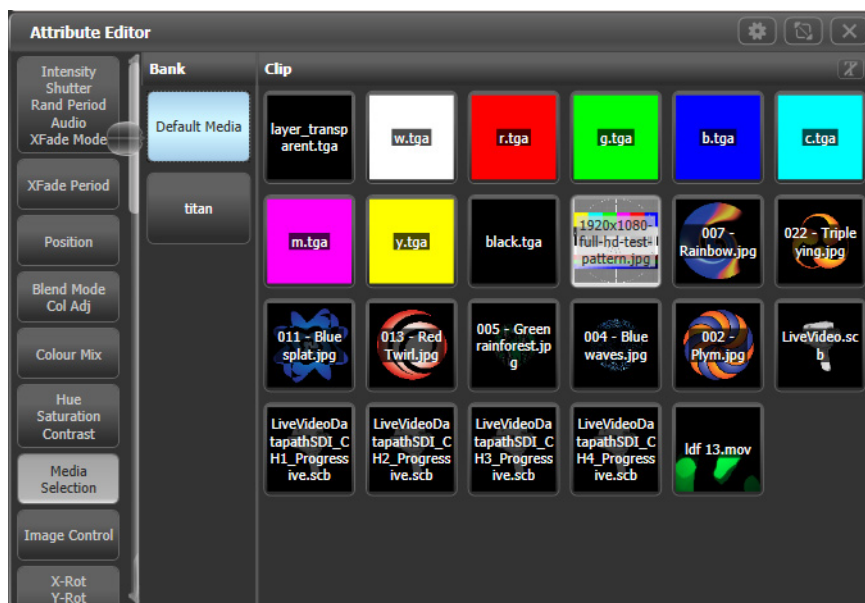 Attribute Editor
Intensity
Shutter
Rand Period
Audio
XFade Mode
XFade Period
Position
Blend Mode
Col Adj
Colour Mix
Hue
Saturation
Contrast
Media
Selection
Image Control
X-Rot
Y-Rot
Bank
Default Media
titan
Clip
layer_transp
arent.tga
w.tga
r.tga
g.tga
b.tga
c.tga
m.tga
y.tga
black.tga
1920x1080-
full-hd-test-
pattern.jpg
007 -
Rainbow.jpg
022 - Triple
ying.jpg
011 - Blue
splat.jpg
013 - Red
Twirl.jpg
005 - Green
rainforest.jp
g
004 - Blue
waves.jpg
002 -
Plym.jpg
LiveVideo.sc
b
LiveVideoDa
tapathSDI_C
H1_Progress
ive.scb
LiveVideoDa
tapathSDI_C
H2_Progress
ive.scb
LiveVideoDa
tapathSDI_C
H3_Progress
ive.scb
LiveVideoDa
tapathSDI_C
H4_Progress
ive.scb
ldf 13.mov